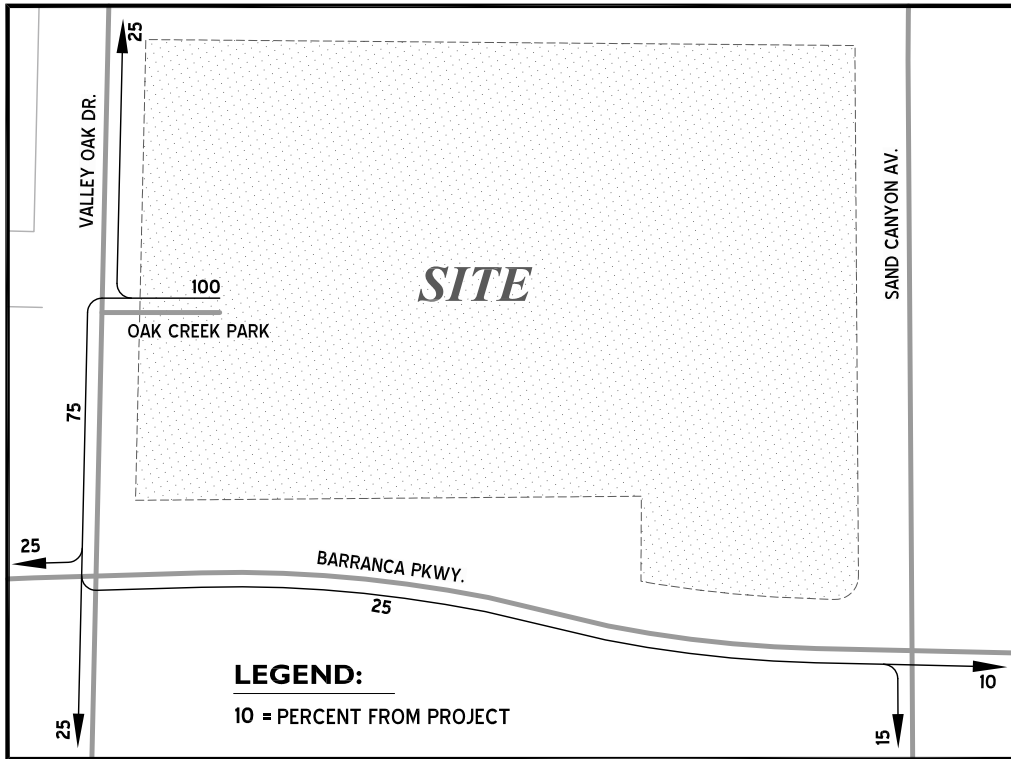 25
VALLEY OAK DR.
SAND CANYON AV.
SITE
100
OAK CREEK PARK
75
25
BARRANCA PKWY.
25
LEGEND:
10
10 = PERCENT FROM PROJECT
25
15